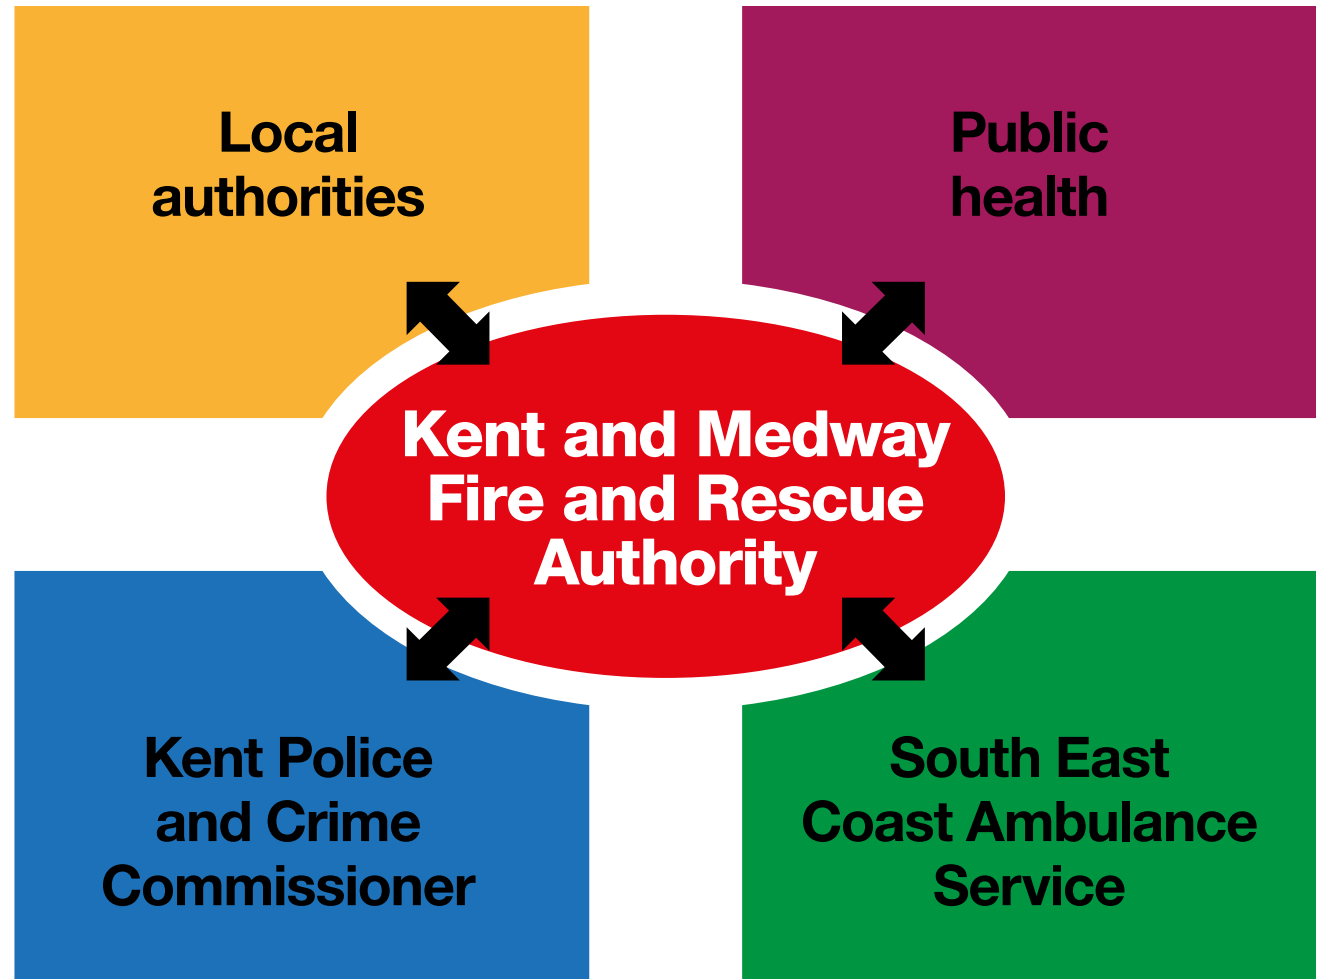 Local
authorities
Public
health
Kent and Medway
Fire and Rescue
Authority
Kent Police
and Crime
Commissioner
South East
Coast Ambulance
Service